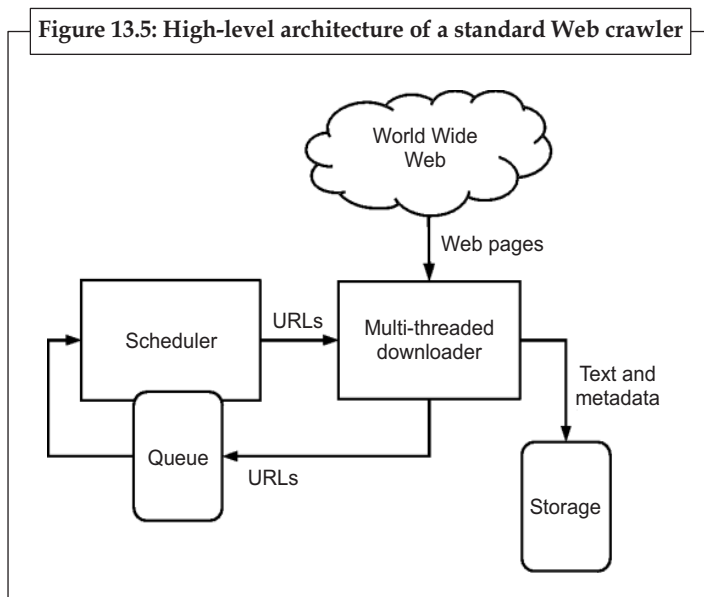 Figure 13.5: High-level architecture of a standard Web crawler
World Wide
Web
Web pages
Scheduler
URLs
Multi-threaded
downloader
Text and
metadata
Queue
URLs
Storage